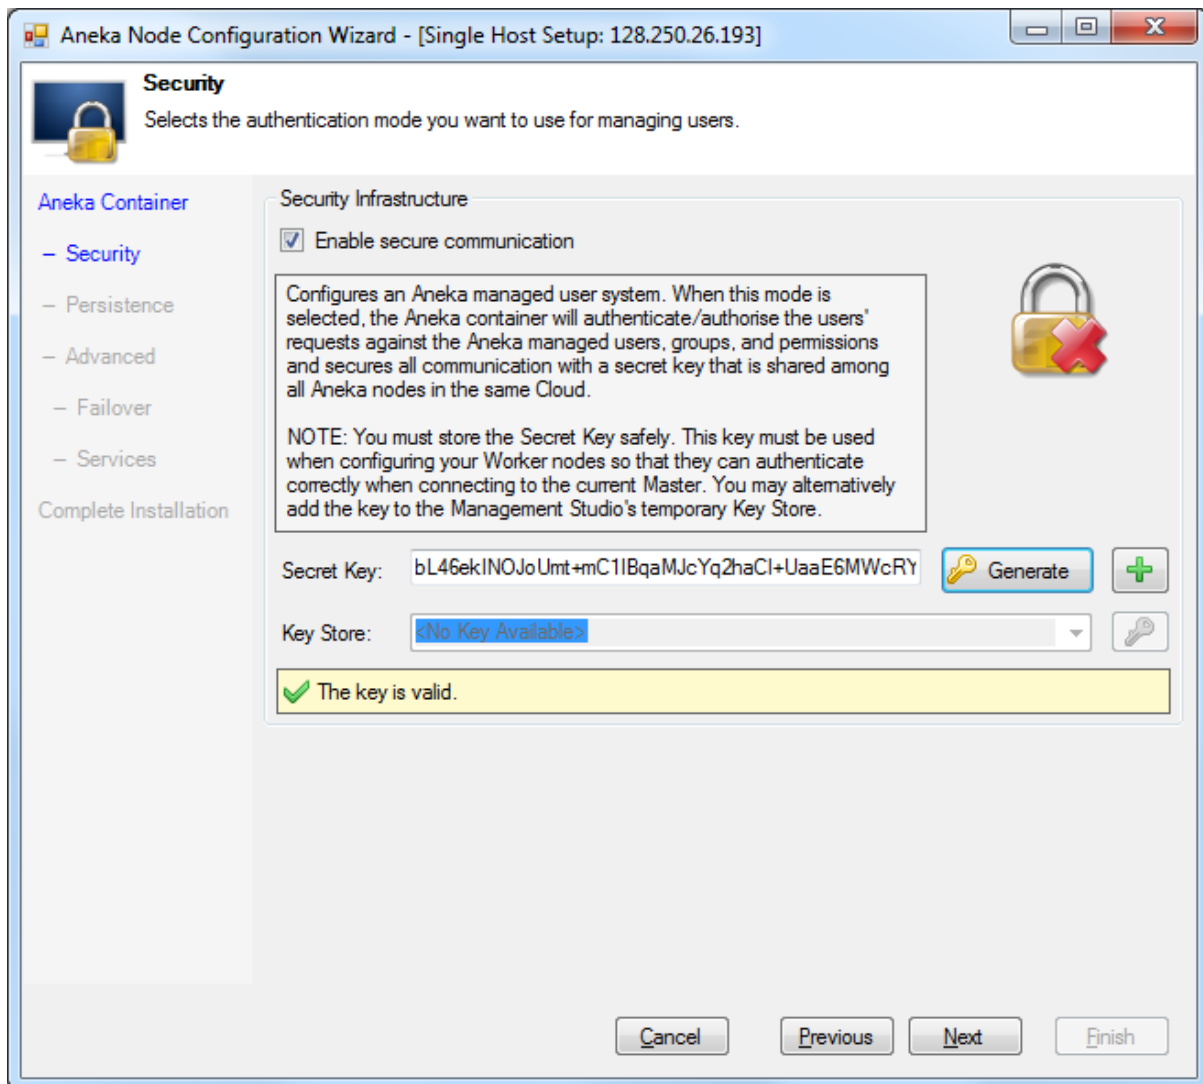 Aneka Node Configuration Wizard - [Single Host Setup: 128.250.26.193]
Security
Selects the authentication mode you want to use for managing users.
Aneka Container
– Security
– Persistence
– Advanced
– Failover
– Services
Complete Installation
Security Infrastructure
Enable secure communication
Configures an Aneka managed user system. When this mode is
selected, the Aneka container will authenticate/authorise the users'
requests against the Aneka managed users, groups, and permissions
and secures all communication with a secret key that is shared among
all Aneka nodes in the same Cloud.
NOTE: You must store the Secret Key safely. This key must be used
when configuring your Worker nodes so that they can authenticate
correctly when connecting to the current Master. You may alternatively
add the key to the Management Studio's temporary Key Store.
Secret Key:
Generate
Key Store: <No Key Available>
The key is valid.
Cancel Previous Next Finish